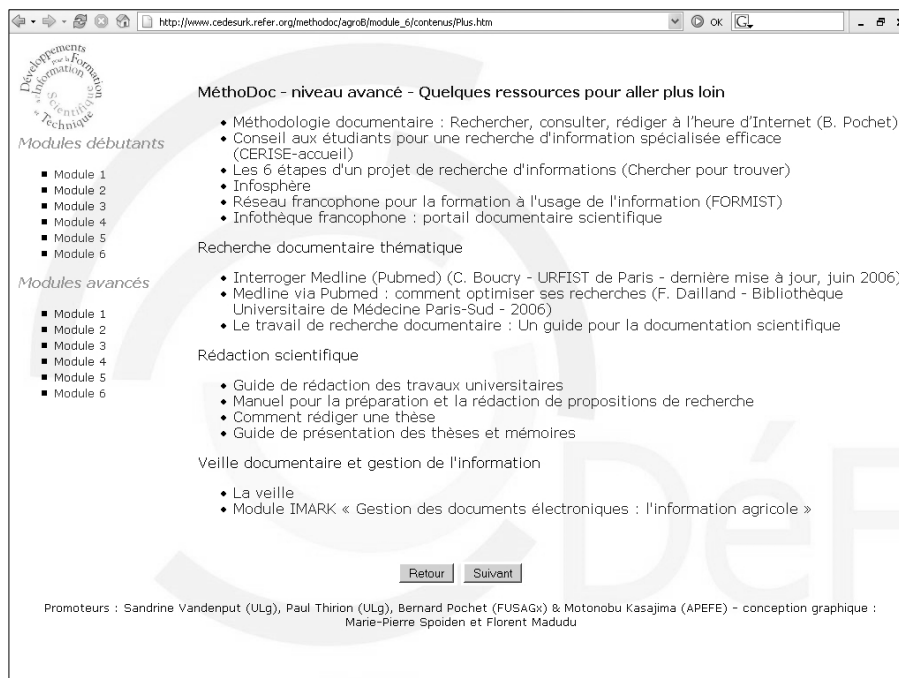 http://www.cedesurk.refer.org/methodoc/agroB/module_6/contenus/Plus.htm
OK
G
Développements
pour la Formation
Information
Scientifique
Technique
Modules débutants
Module 1
Module 2
Module 3
Module 4
Module 5
Module 6
Modules avancés
Module 1
Module 2
Module 3
Module 4
Module 5
Module 6
MéthoDoc - niveau avancé - Quelques ressources pour aller plus loin
Méthodologie documentaire : Rechercher, consulter, rédiger à l'heure d'Internet (B. Pochet)
Conseil aux étudiants pour une recherche d'information spécialisée efficace
(CERISE-accueil)
Les 6 étapes d'un projet de recherche d'informations (Chercher pour trouver)
Infosphère
Réseau francophone pour la formation à l'usage de l'information (FORMIST)
Infothèque francophone : portail documentaire scientifique
Recherche documentaire thématique
Interroger Medline (Pubmed) (C. Boucry - URFIST de Paris - dernière mise à jour, juin 2006)
Medline via Pubmed : comment optimiser ses recherches (F. Dailland - Bibliothèque
Universitaire de Médecine Paris-Sud - 2006)
Le travail de recherche documentaire : Un guide pour la documentation scientifique
Rédaction scientifique
Guide de rédaction des travaux universitaires
Manuel pour la préparation et la rédaction de propositions de recherche
Comment rédiger une thèse
Guide de présentation des thèses et mémoires
Veille documentaire et gestion de l'information
La veille
Module IMARK « Gestion des documents électroniques : l'information agricole »
DéF
Retour Suivant
Promoteurs : Sandrine Vandenput (ULg), Paul Thirion (ULg), Bernard Pochet (FUSAGx) & Motonobu Kasajima (APEFE) - conception graphique :
Marie-Pierre Spoiden et Florent Madudu